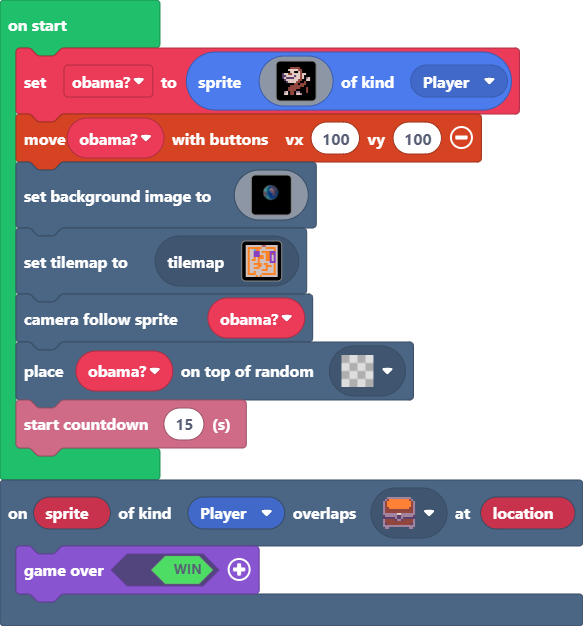 on start
set obama? to sprite of kind Player
move obama? with buttons vx 100 vy 100
set background image to
set tilemap to tilemap
camera follow sprite obama?
place obama? on top of random
start countdown 15 (s)
on sprite of kind Player overlaps at location
game over WIN